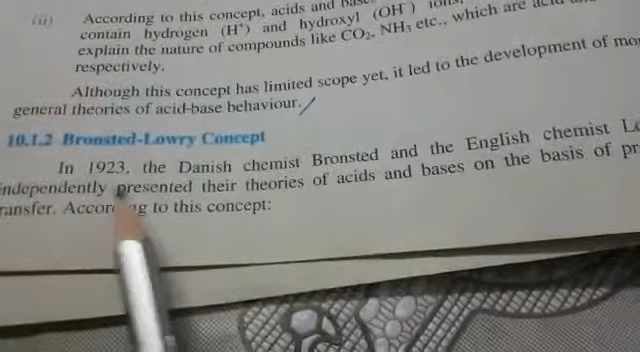 (ii) According to this concept, acids and
contain hydrogen (H⁺) and hydroxyl (OH⁻) ions,
explain the nature of compounds like CO₂, NH₃ etc., which are
respectively.
Although this concept has limited scope yet, it led to the development of
general theories of acid-base behaviour.
10.1.2 Bronsted-Lowry Concept
In 1923, the Danish chemist Bronsted and the English chemist
independently presented their theories of acids and bases on the basis of
to this concept: